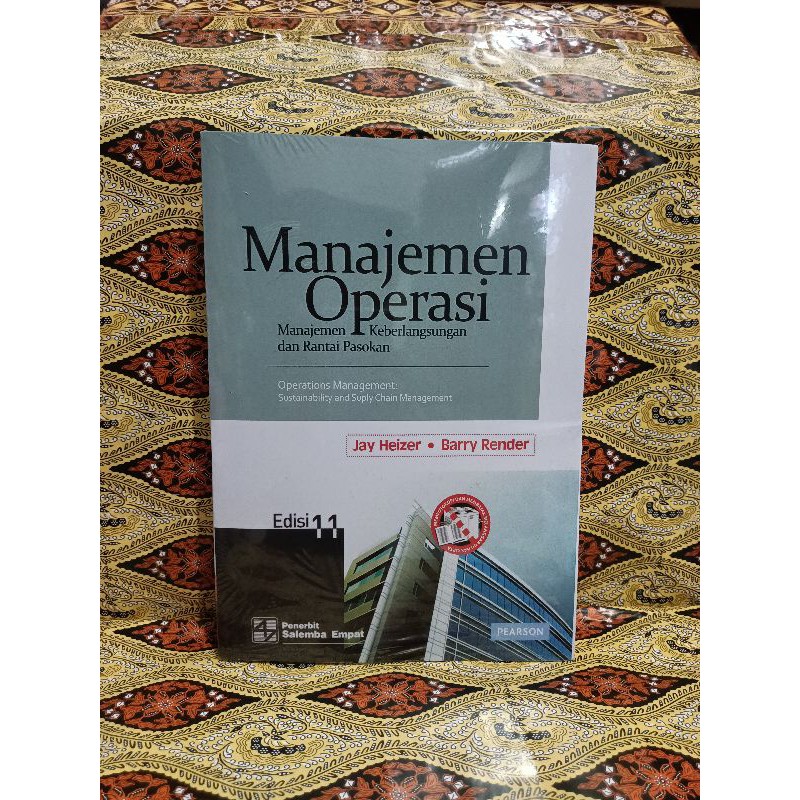 Manajemen
Operasi
Manajemen Keberlangsungan
dan Rantai Pasokan
Operations Management:
Sustainability and Suply Chain Management
Jay Heizer • Barry Render
Edisi 11
Penerbit
Salemba Empat
PEARSON